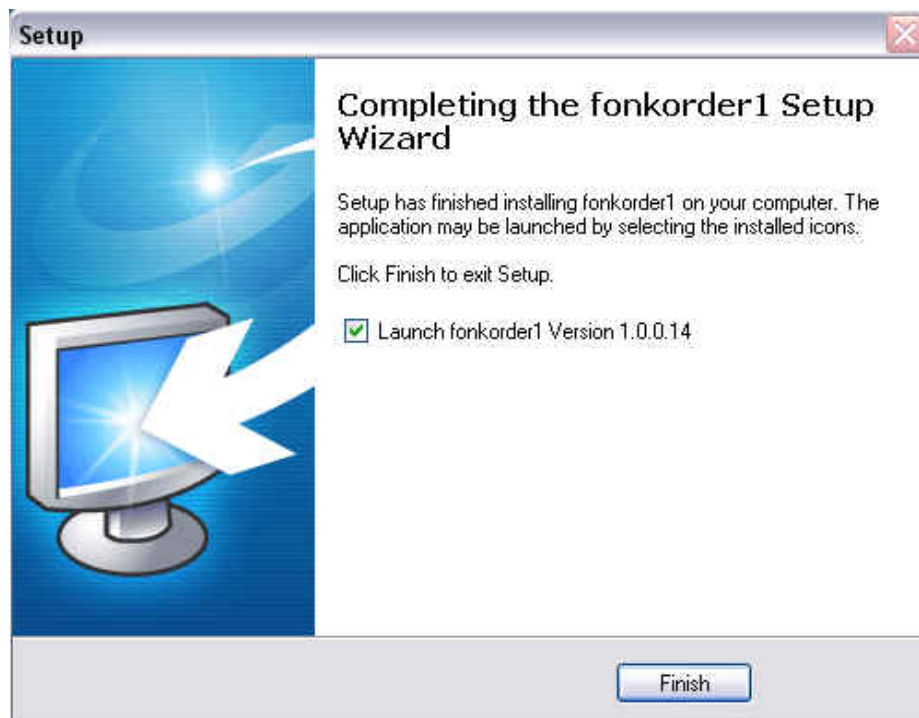 Setup
Completing the fonkorder1 Setup
Wizard
Setup has finished installing fonkorder1 on your computer. The
application may be launched by selecting the installed icons.
Click Finish to exit Setup.
Launch fonkorder1 Version 1.0.0.14
Finish